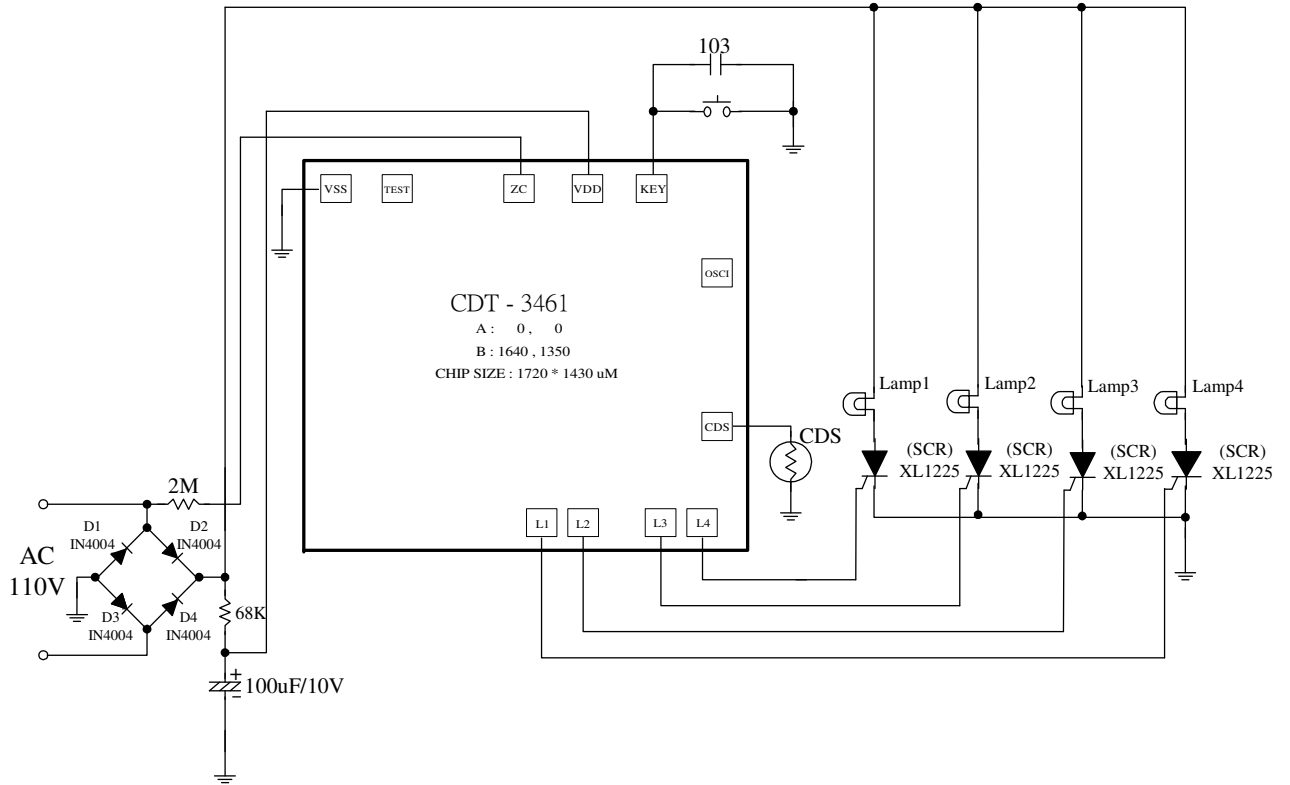 103
VSS
TEST
ZC
VDD
KEY
OSCI
CDT - 3461
A : 0 , 0
B : 1640 , 1350
CHIP SIZE : 1720 * 1430 uM
Lamp1
Lamp2
Lamp3
Lamp4
CDS
CDS
(SCR)
XL1225
(SCR)
XL1225
(SCR)
XL1225
(SCR)
XL1225
2M
L1
L2
L3
L4
D1
IN4004
D2
IN4004
AC
110V
D3
IN4004
D4
IN4004
68K
+
100uF/10V